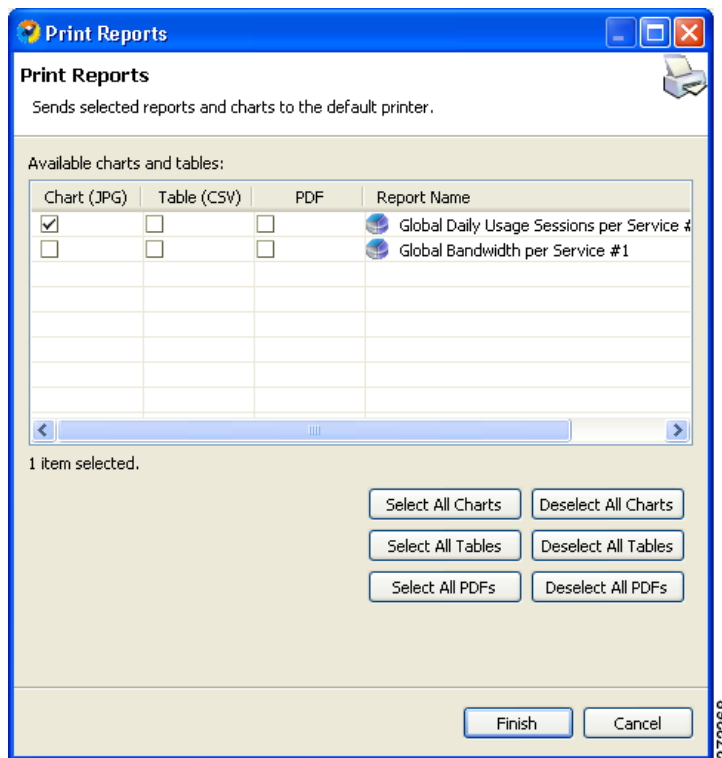 Print Reports
Print Reports
Sends selected reports and charts to the default printer.
Available charts and tables:
Chart (JPG) Table (CSV) PDF Report Name
Global Daily Usage Sessions per Service #
Global Bandwidth per Service #1
1 item selected.
Select All Charts Deselect All Charts
Select All Tables Deselect All Tables
Select All PDFs Deselect All PDFs
Finish Cancel